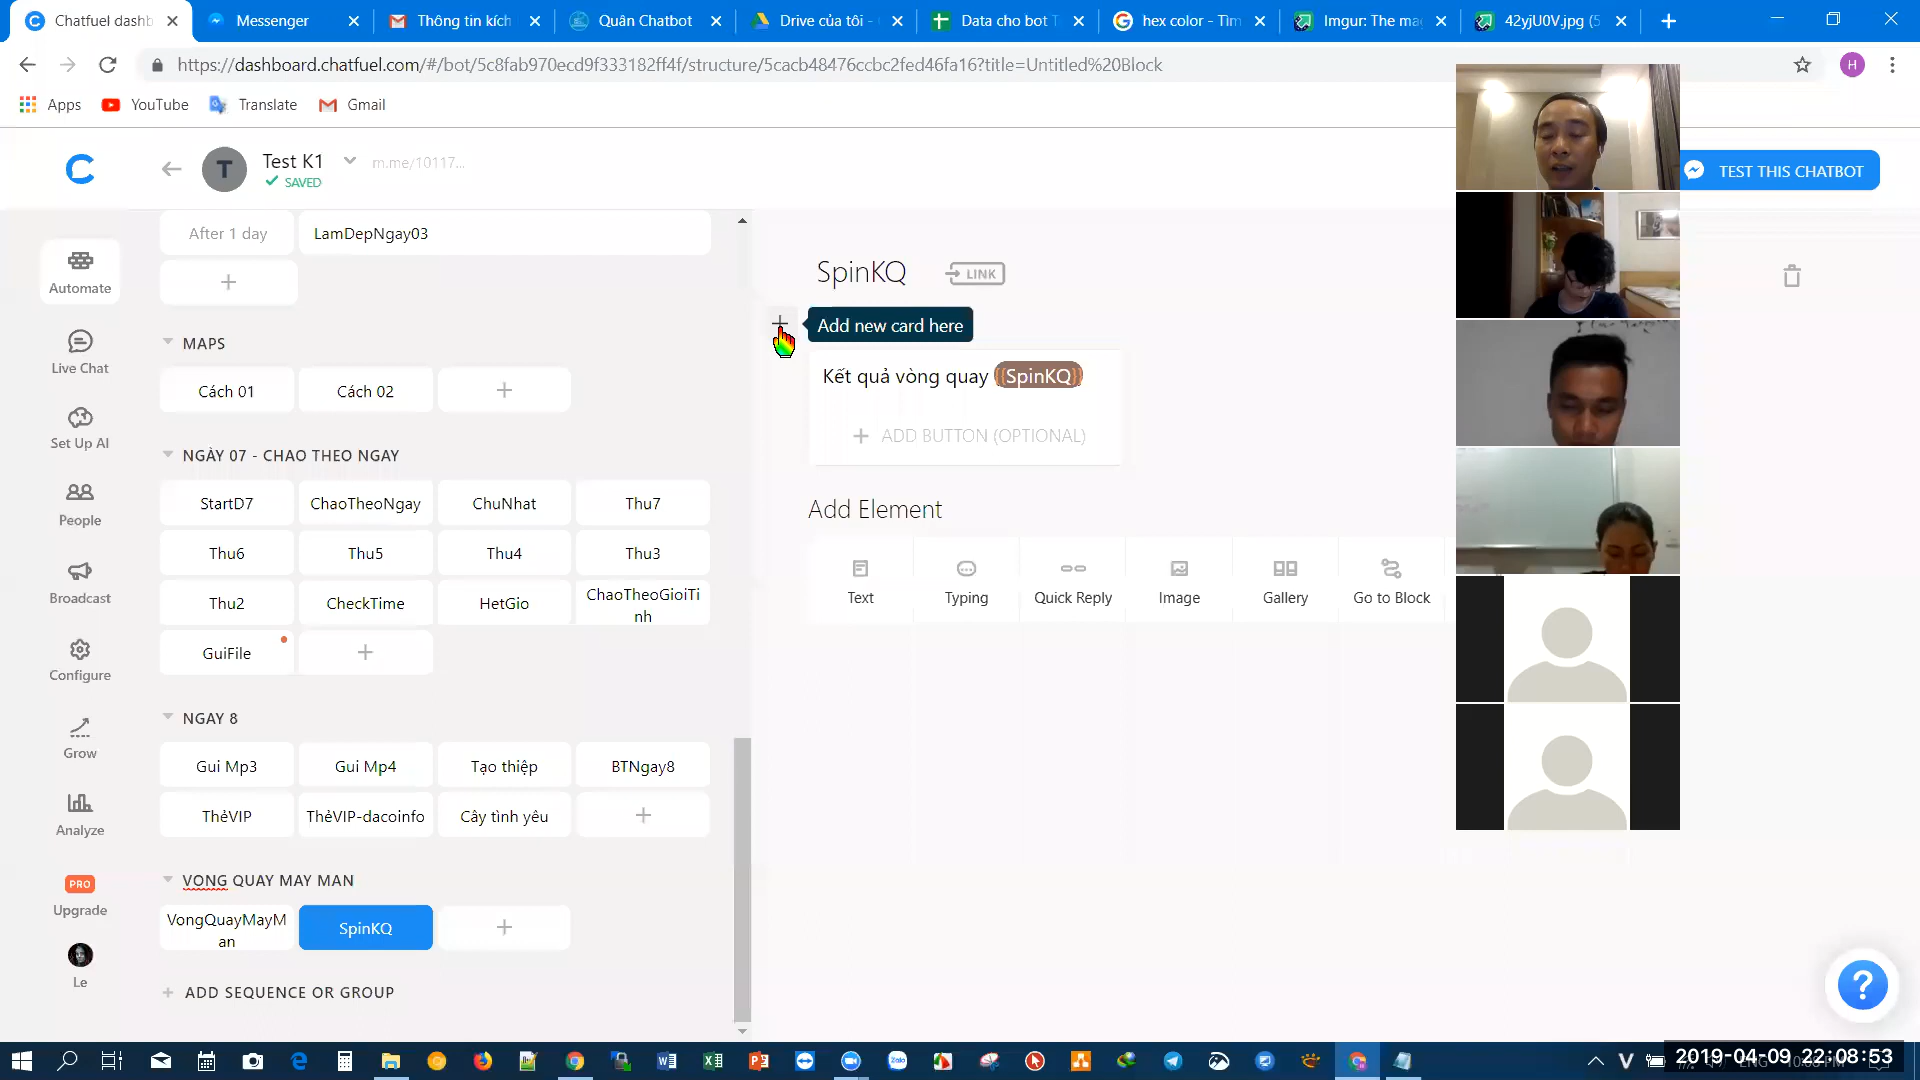 Chatfuel dashb
Messenger
Thông tin kích
Quân Chatbot
Drive của tôi -
Data cho bot T
hex color - Tìm
Imgur: The ma
42yjU0V.jpg (5
https://dashboard.chatfuel.com/#/bot/5c8fab970ecd9f333182ff4f/structure/5cacb48476ccbc2fed46fa16?title=Untitled%20Block
H
Apps
YouTube
Translate
Gmail
T
Test K1
m.me/10117...
SAVED
TEST THIS CHATBOT
Automate
Live Chat
Set Up AI
People
Broadcast
Configure
Grow
Analyze
PRO
Upgrade
Le
After 1 day
LamDepNgay03
MAPS
Cách 01
Cách 02
NGÀY 07 - CHAO THEO NGAY
StartD7
ChaoTheoNgay
ChuNhat
Thu7
Thu6
Thu5
Thu4
Thu3
Thu2
CheckTime
HetGio
ChaoTheoGioiTi
nh
GuiFile
NGAY 8
Gui Mp3
Gui Mp4
Tạo thiệp
BTNgay8
ThẻVIP
ThẻVIP-dacoinfo
Cây tình yêu
VONG QUAY MAY MAN
VongQuayMayM
an
SpinKQ
ADD SEQUENCE OR GROUP
SpinKQ
LINK
Add new card here
Kết quả vòng quay {{SpinKQ}}
ADD BUTTON (OPTIONAL)
Add Element
Text
Typing
Quick Reply
Image
Gallery
Go to Block
2019-04-09 22:08:53